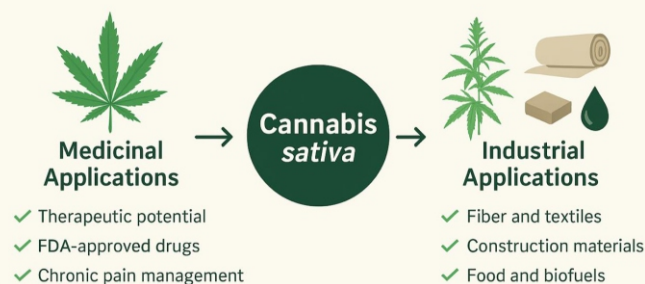 Medicinal
Applications
✓ Therapeutic potential
✓ FDA-approved drugs
✓ Chronic pain management
Cannabis
sativa
Industrial
Applications
✓ Fiber and textiles
✓ Construction materials
✓ Food and biofuels